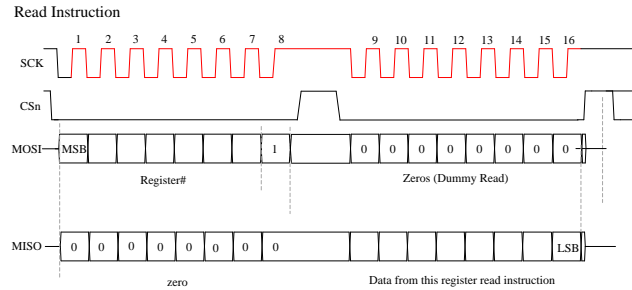 Read Instruction
1 2 3 4 5 6 7 8 9 10 11 12 13 14 15 16
SCK
CSn
MOSI MSB 1 0 0 0 0 0 0 0 0
Register# Zeros (Dummy Read)
MISO 0 0 0 0 0 0 0 0 LSB
zero Data from this register read instruction